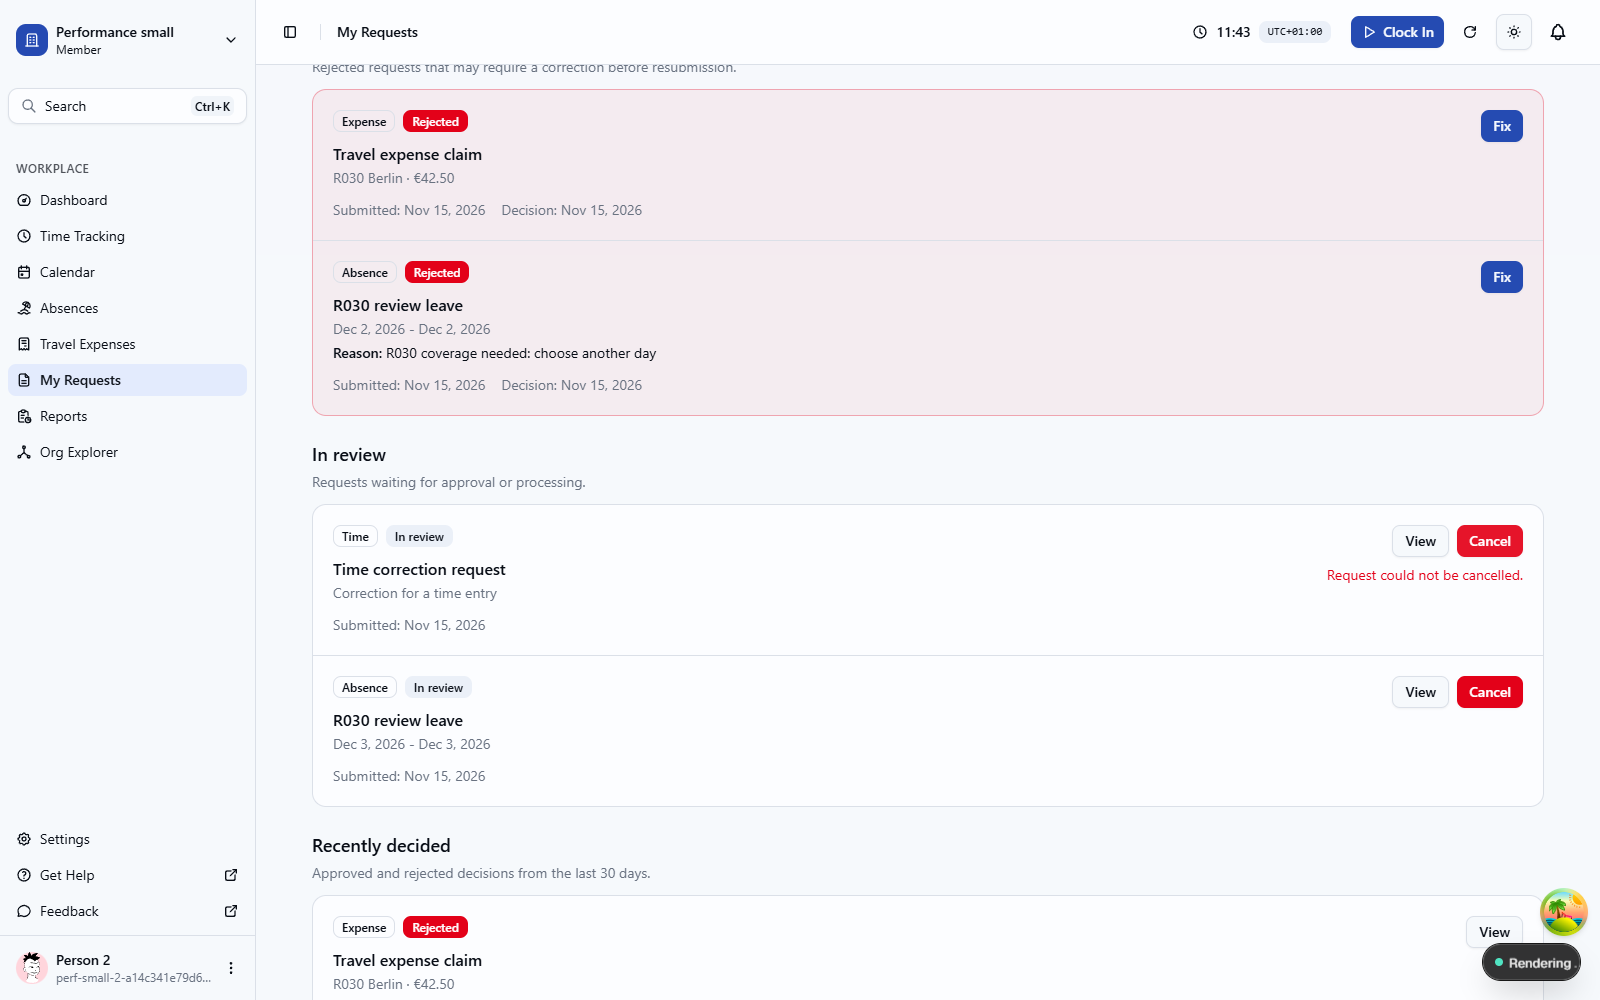 Performance small
Member
Search
Ctrl+K
WORKPLACE
Dashboard
Time Tracking
Calendar
Absences
Travel Expenses
My Requests
Reports
Org Explorer
Settings
Get Help
Feedback
Person 2
perf-small-2-a14c341e79d6...
My Requests
11:43
UTC+01:00
Clock In
Rejected requests that may require a correction before resubmission.
Expense
Rejected
Fix
Travel expense claim
R030 Berlin · €42.50
Submitted: Nov 15, 2026
Decision: Nov 15, 2026
Absence
Rejected
Fix
R030 review leave
Dec 2, 2026 - Dec 2, 2026
Reason: R030 coverage needed: choose another day
Submitted: Nov 15, 2026
Decision: Nov 15, 2026
In review
Requests waiting for approval or processing.
Time
In review
View
Cancel
Time correction request
Request could not be cancelled.
Correction for a time entry
Submitted: Nov 15, 2026
Absence
In review
View
Cancel
R030 review leave
Dec 3, 2026 - Dec 3, 2026
Submitted: Nov 15, 2026
Recently decided
Approved and rejected decisions from the last 30 days.
Expense
Rejected
View
Travel expense claim
R030 Berlin · €42.50
Rendering